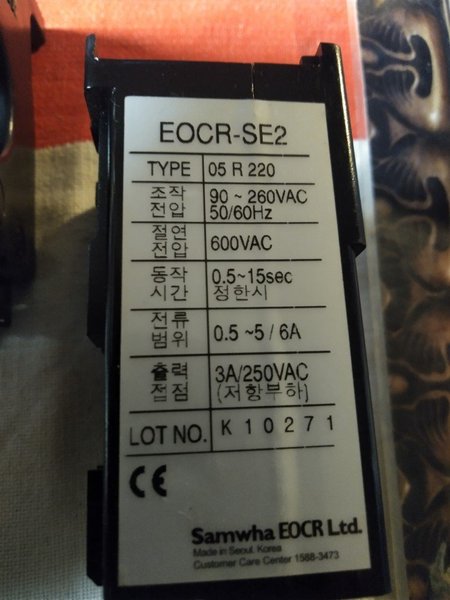 EOCR-SE2
TYPE 05 R 220
조작 전압 90 ~ 260VAC 50/60Hz
절연 전압 600VAC
동작 시간 0.5~15sec 정한시
전류 범위 0.5 ~5 / 6A
출력 접점 3A/250VAC (저항부하)
LOT NO. K 1 0 2 7 1
CE
Samwha EOCR Ltd.
Made in Seoul. Korea
Customer Care Center 1588-3473